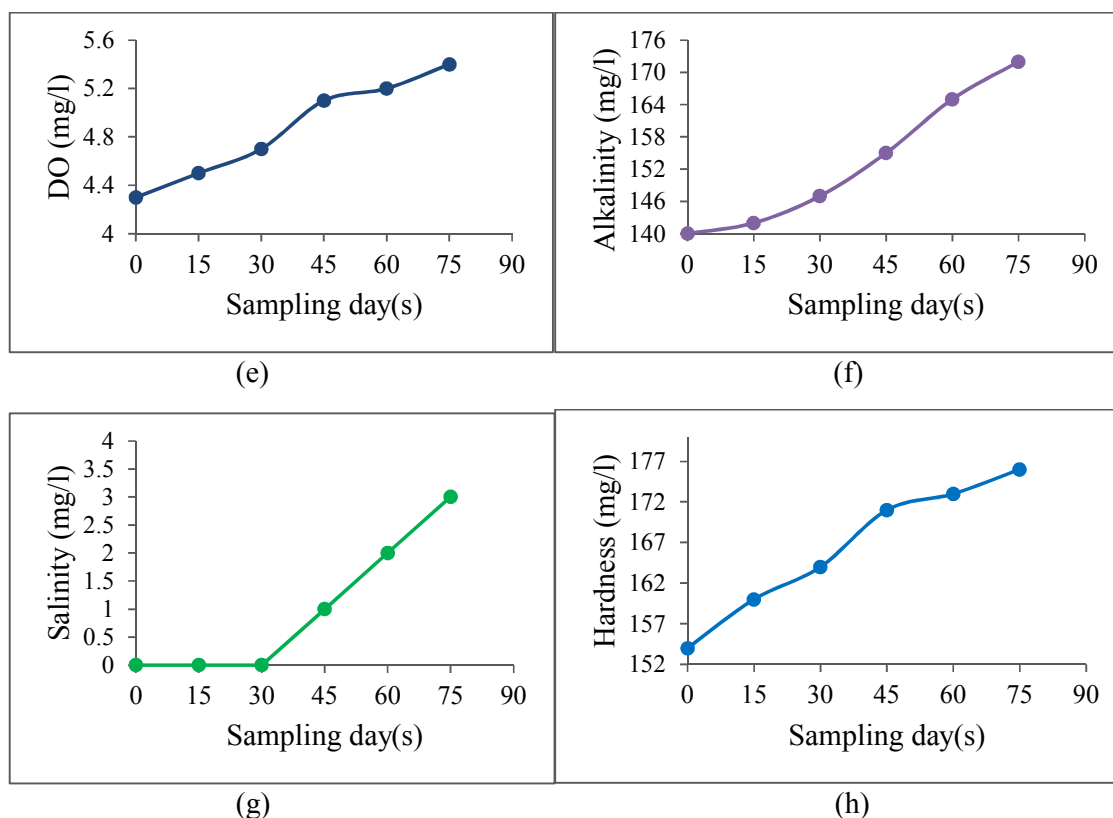 DO (mg/l)
5.6
5.2
4.8
4.4
4
0 15 30 45 60 75 90
Sampling day(s)
(e)
Alkalinity (mg/l)
176
170
164
158
152
146
140
0 15 30 45 60 75 90
Sampling day(s)
(f)
Salinity (mg/l)
4
3.5
3
2.5
2
1.5
1
0.5
0
0 15 30 45 60 75 90
Sampling day(s)
(g)
Hardness (mg/l)
177
172
167
162
157
152
0 15 30 45 60 75 90
Sampling day(s)
(h)